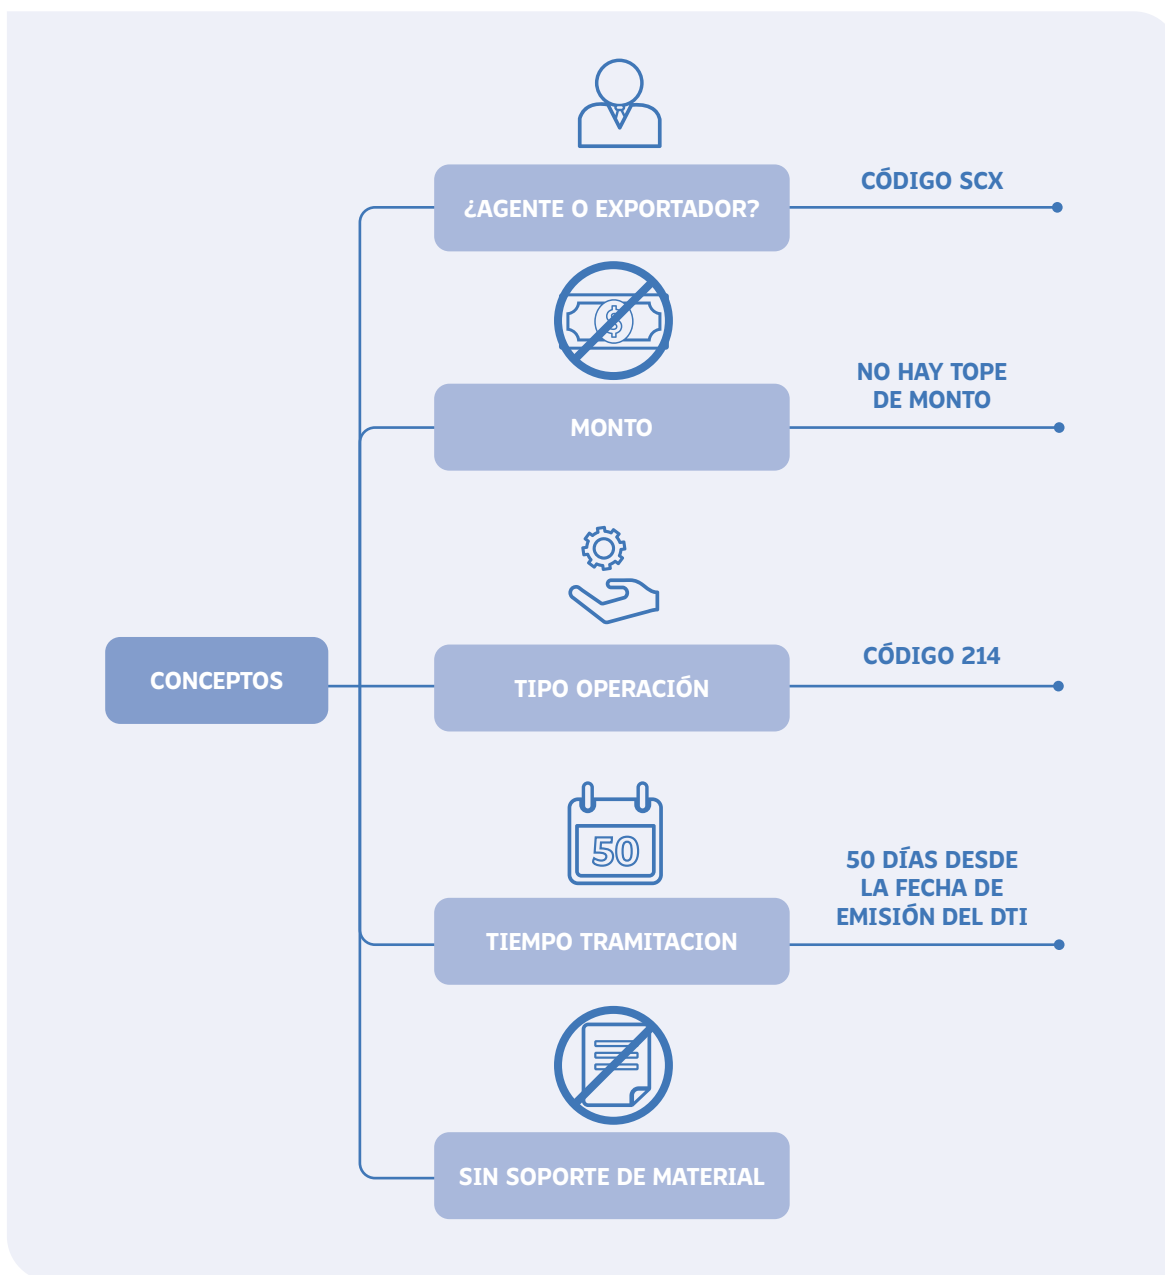 ¿AGENTE O EXPORTADOR?
CÓDIGO SCX
$
MONTO
NO HAY TOPE
DE MONTO
CONCEPTOS
TIPO OPERACIÓN
CÓDIGO 214
50
TIEMPO TRAMITACION
50 DÍAS DESDE
LA FECHA DE
EMISIÓN DEL DTI
SIN SOPORTE DE MATERIAL